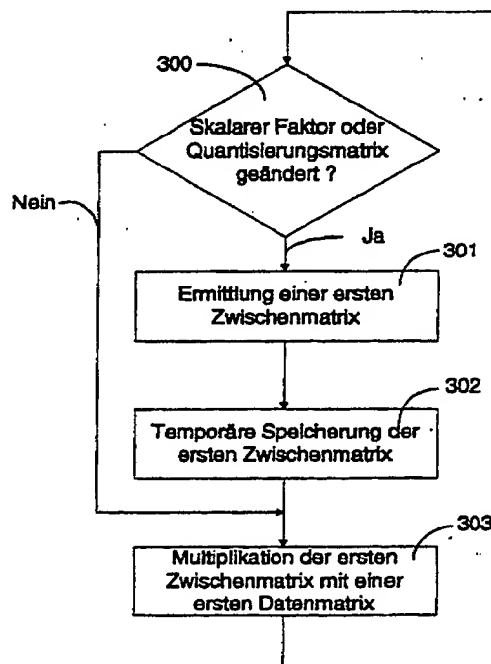 300
Skalarer Faktor oder
Quantisierungsmatrix
geändert ?
Nein
Ja
301
Ermittlung einer ersten
Zwischenmatrix
302
Temporäre Speicherung der
ersten Zwischenmatrix
303
Multiplikation der ersten
Zwischenmatrix mit einer
ersten Datenmatrix